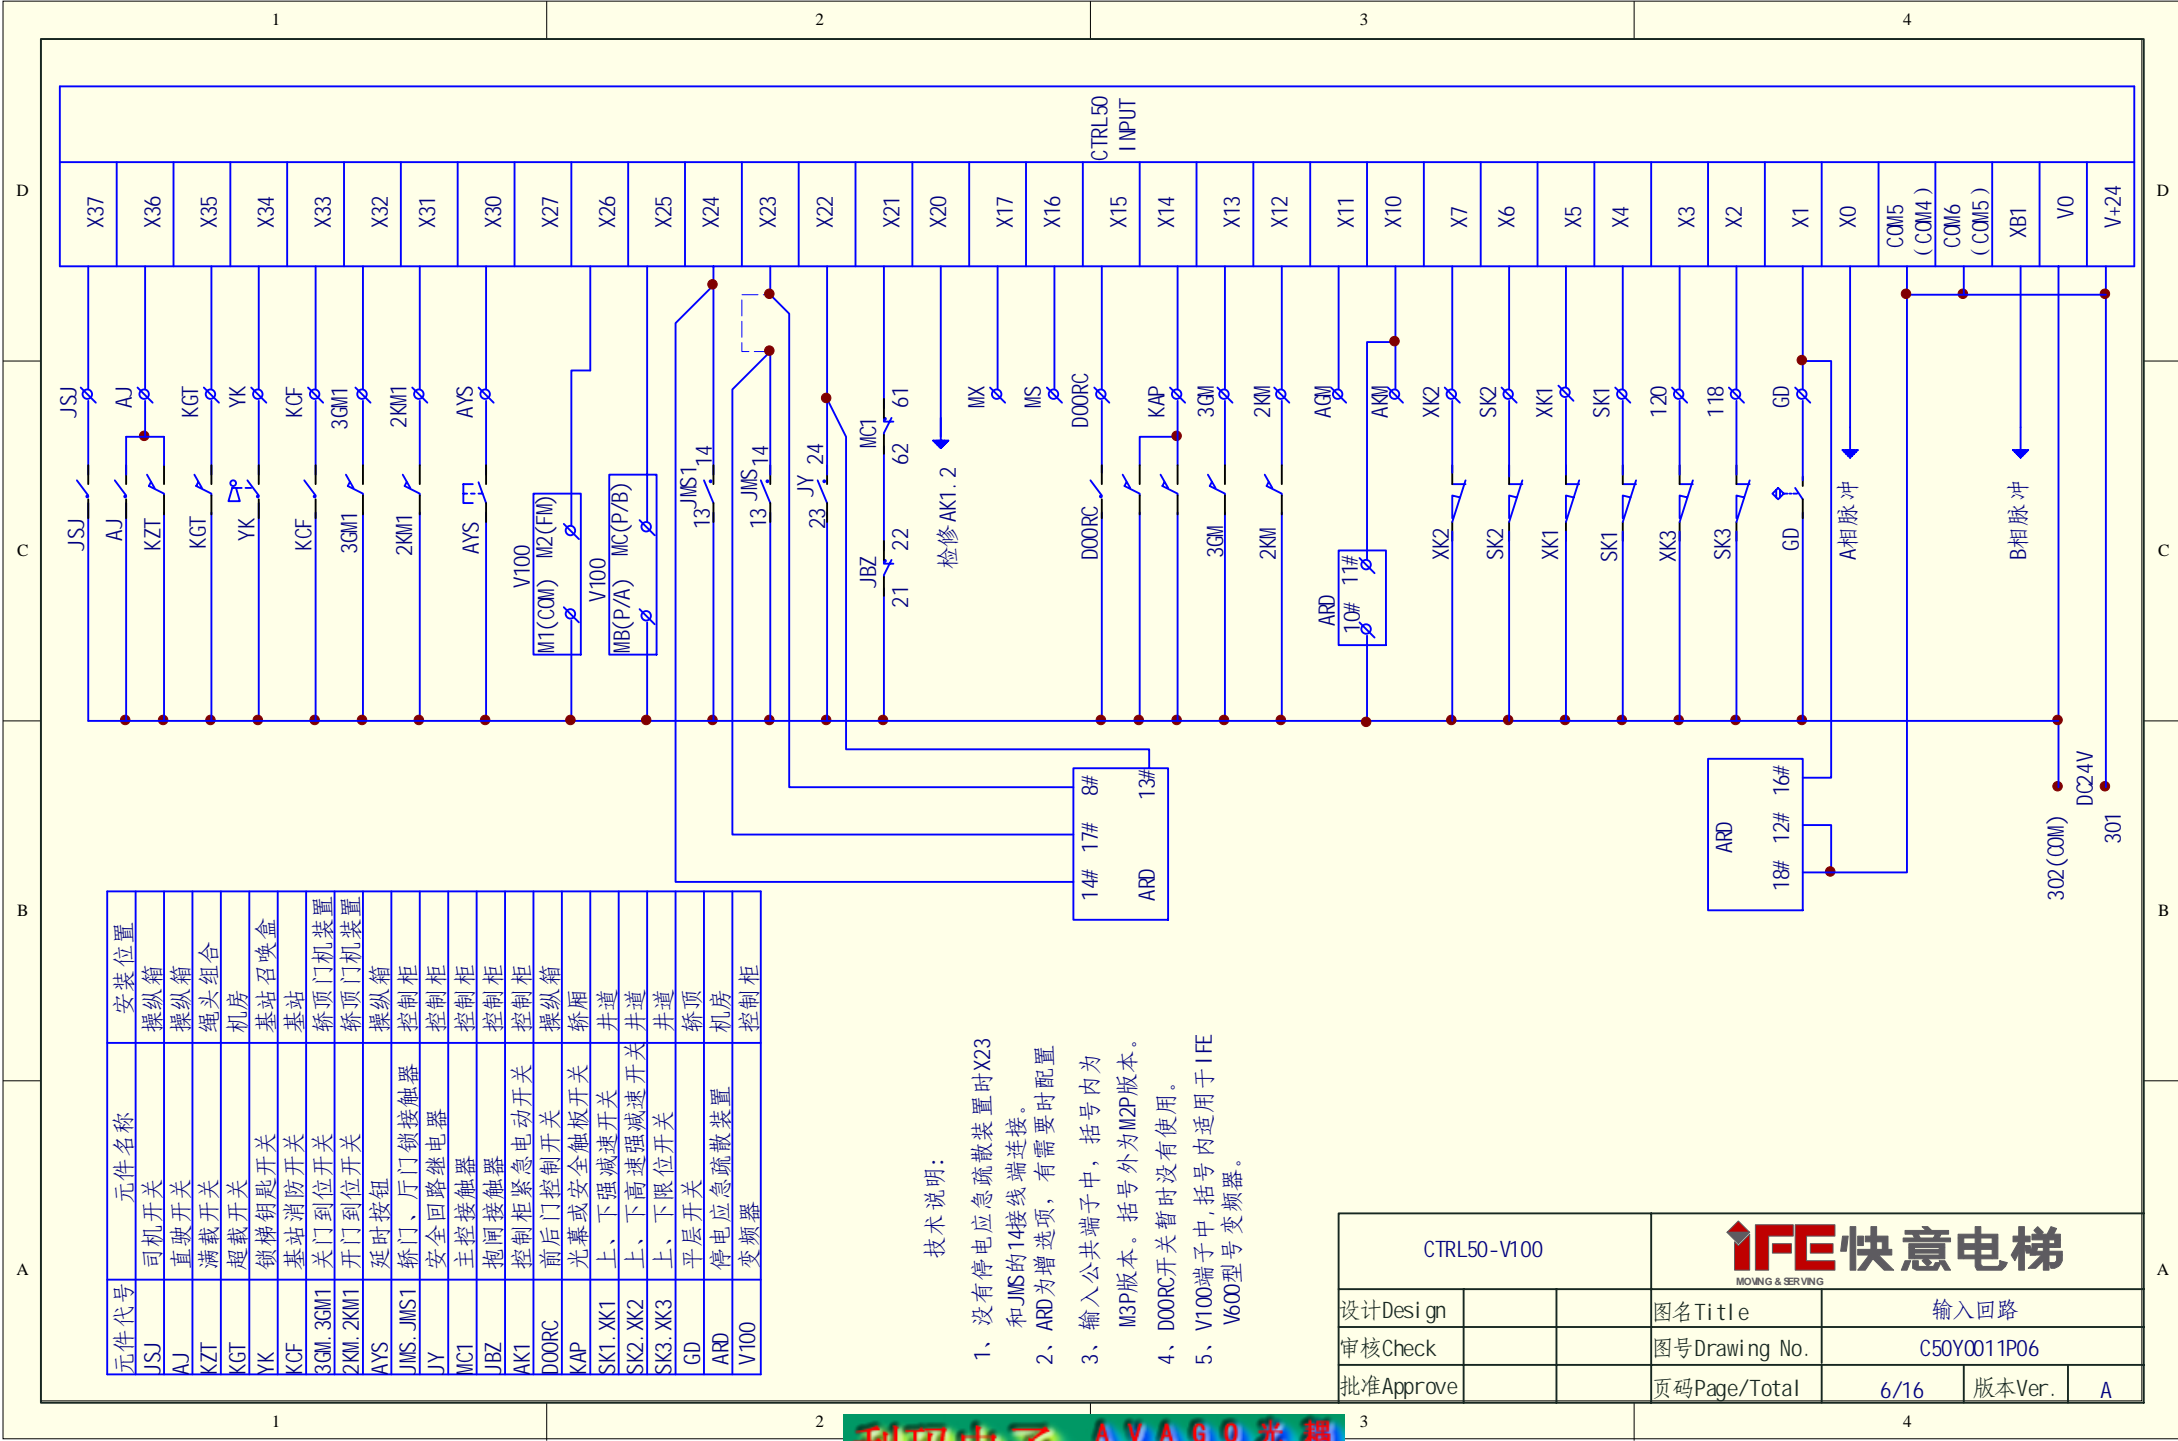 1
2
3
4
D
D
CTRL50
INPUT
X37
X36
X35
X34
X33
X32
X31
X30
X27
X26
X25
X24
X23
X22
X21
X20
X17
X16
X15
X14
X13
X12
X11
X10
X7
X6
X5
X4
X3
X2
X1
X0
COM5
(COM4)
COM6
(COM5)
XB1
V0
V+24
C
C
JSJ
AJ
KGT
YK
KCF
3GM1
2KM1
AYS
MC1
61
62
MX
MS
DOORC
KAP
3GM
2KM
AGM
AKM
XK2
SK2
XK1
SK1
120
118
GD
JSJ
AJ
KZT
KGT
YK
KCF
3GM1
2KM1
AYS
V100
M1(COM) M2(FM)
V100
MB(P/A) MC(P/B)
13 JMS1 14
13 JMS 14
23 JY 24
JBZ
21 22
检修AK1.2
DOORC
3GM
2KM
ARD
10# 11#
XK2
SK2
XK1
SK1
XK3
SK3
GD
A相脉冲
B相脉冲
B
B
14# 17# 8#
ARD 13#
ARD
18# 12# 16#
302(COM)
DC24V
301
元件代号 元件名称 安装位置
JSJ 司机开关 操纵箱
AJ 直驶开关 操纵箱
KZT 满载开关 绳头组合
KGT 超载开关 机房
YK 锁梯钥匙开关 基站召唤盒
KCF 基站消防开关 基站
3GM.3GM1 关门到位开关 轿顶门机装置
2KM.2KM1 开门到位开关 轿顶门机装置
AYS 延时按钮 操纵箱
JMS.JMS1 轿门、厅门锁接触器 控制柜
JY 安全回路继电器 控制柜
MC1 主控接触器 控制柜
JBZ 抱闸接触器 控制柜
AK1 控制柜紧急电动开关 控制柜
DOORC 前后门控制开关 操纵箱
KAP 光幕或安全触板开关 轿厢
SK1.XK1 上、下强减速开关 井道
SK2.XK2 上、下高速强减速开关 井道
SK3.XK3 上、下限位开关 井道
GD 平层开关 轿顶
ARD 停电应急疏散装置 机房
V100 变频器 控制柜
技术说明:
1、没有停电应急疏散装置时X23
和JMS的14接线端连接。
2、ARD为增选项，有需要时配置
3、输入公共端子中，括号内为
M3P版本。括号外为M2P版本。
4、DOORC开关暂时没有使用。
5、V100端子中,括号内适用于IFE
V600型号变频器。
A
A
CTRL50-V100
iFE快意电梯
MOVING & SERVING
设计Design
图名Title 输入回路
审核Check
图号Drawing No. C50Y0011P06
批准Approve
页码Page/Total 6/16 版本Ver. A
1
2
3
4
AVAGO光耦